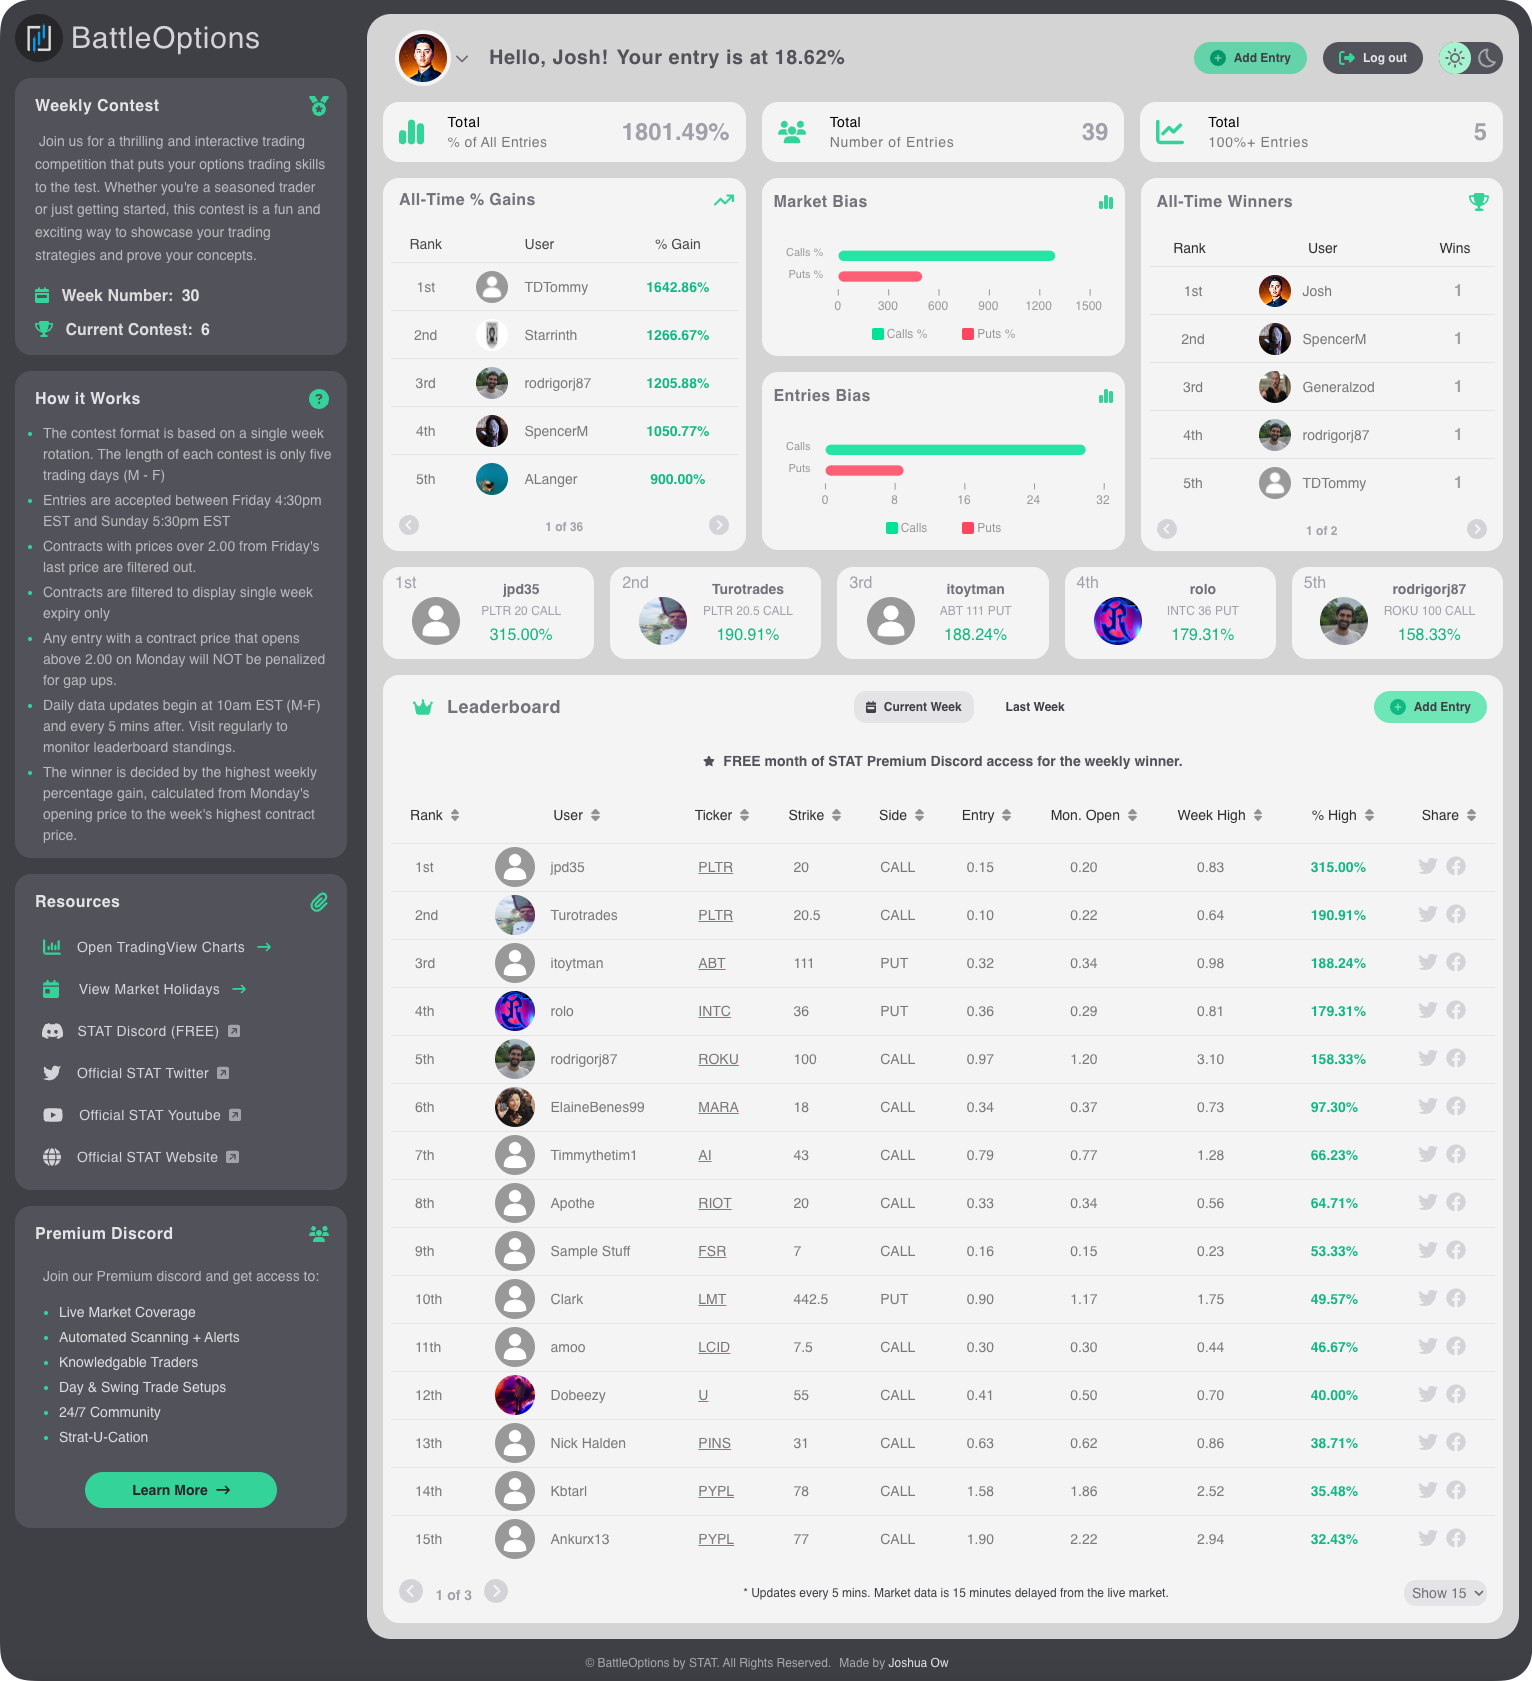 BattleOptions
Weekly Contest
Join us for a thrilling and interactive trading
competition that puts your options trading skills
to the test. Whether you're a seasoned trader
or just getting started, this contest is a fun and
exciting way to showcase your trading
strategies and prove your concepts.
Week Number: 30
Current Contest: 6
How it Works
The contest format is based on a single week
rotation. The length of each contest is only five
trading days (M - F)
Entries are accepted between Friday 4:30pm
EST and Sunday 5:30pm EST
Contracts with prices over 2.00 from Friday's
last price are filtered out.
Contracts are filtered to display single week
expiry only
Any entry with a contract price that opens
above 2.00 on Monday will NOT be penalized
for gap ups.
Daily data updates begin at 10am EST (M-F)
and every 5 mins after. Visit regularly to
monitor leaderboard standings.
The winner is decided by the highest weekly
percentage gain, calculated from Monday's
opening price to the week's highest contract
price.
Resources
Open TradingView Charts →
View Market Holidays →
STAT Discord (FREE)
Official STAT Twitter
Official STAT Youtube
Official STAT Website
Premium Discord
Join our Premium discord and get access to:
Live Market Coverage
Automated Scanning + Alerts
Knowledgable Traders
Day & Swing Trade Setups
24/7 Community
Strat-U-Cation
Learn More →
Hello, Josh! Your entry is at 18.62%
Add Entry
Log out
Total
% of All Entries
1801.49%
Total
Number of Entries
39
Total
100%+ Entries
5
All-Time % Gains
Rank User % Gain
1st TDTommy 1642.86%
2nd Starrinth 1266.67%
3rd rodrigorj87 1205.88%
4th SpencerM 1050.77%
5th ALanger 900.00%
1 of 36
Market Bias
Calls %
Puts %
0 300 600 900 1200 1500
Calls % Puts %
Entries Bias
Calls
Puts
0 8 16 24 32
Calls Puts
All-Time Winners
Rank User Wins
1st Josh 1
2nd SpencerM 1
3rd Generalzod 1
4th rodrigorj87 1
5th TDTommy 1
1 of 2
1st
jpd35
PLTR 20 CALL
315.00%
2nd
Turotrades
PLTR 20.5 CALL
190.91%
3rd
itoytman
ABT 111 PUT
188.24%
4th
rolo
INTC 36 PUT
179.31%
5th
rodrigorj87
ROKU 100 CALL
158.33%
Leaderboard
Current Week
Last Week
Add Entry
FREE month of STAT Premium Discord access for the weekly winner.
Rank User Ticker Strike Side Entry Mon. Open Week High % High Share
1st jpd35 PLTR 20 CALL 0.15 0.20 0.83 315.00%
2nd Turotrades PLTR 20.5 CALL 0.10 0.22 0.64 190.91%
3rd itoytman ABT 111 PUT 0.32 0.34 0.98 188.24%
4th rolo INTC 36 PUT 0.36 0.29 0.81 179.31%
5th rodrigorj87 ROKU 100 CALL 0.97 1.20 3.10 158.33%
6th ElaineBenes99 MARA 18 CALL 0.34 0.37 0.73 97.30%
7th Timmythetim1 AI 43 CALL 0.79 0.77 1.28 66.23%
8th Apothe RIOT 20 CALL 0.33 0.34 0.56 64.71%
9th Sample Stuff FSR 7 CALL 0.16 0.15 0.23 53.33%
10th Clark LMT 442.5 PUT 0.90 1.17 1.75 49.57%
11th amoo LCID 7.5 CALL 0.30 0.30 0.44 46.67%
12th Dobeezy U 55 CALL 0.41 0.50 0.70 40.00%
13th Nick Halden PINS 31 CALL 0.63 0.62 0.86 38.71%
14th Kbtarl PYPL 78 CALL 1.58 1.86 2.52 35.48%
15th Ankurx13 PYPL 77 CALL 1.90 2.22 2.94 32.43%
1 of 3
* Updates every 5 mins. Market data is 15 minutes delayed from the live market.
Show 15
© BattleOptions by STAT. All Rights Reserved. Made by Joshua Ow